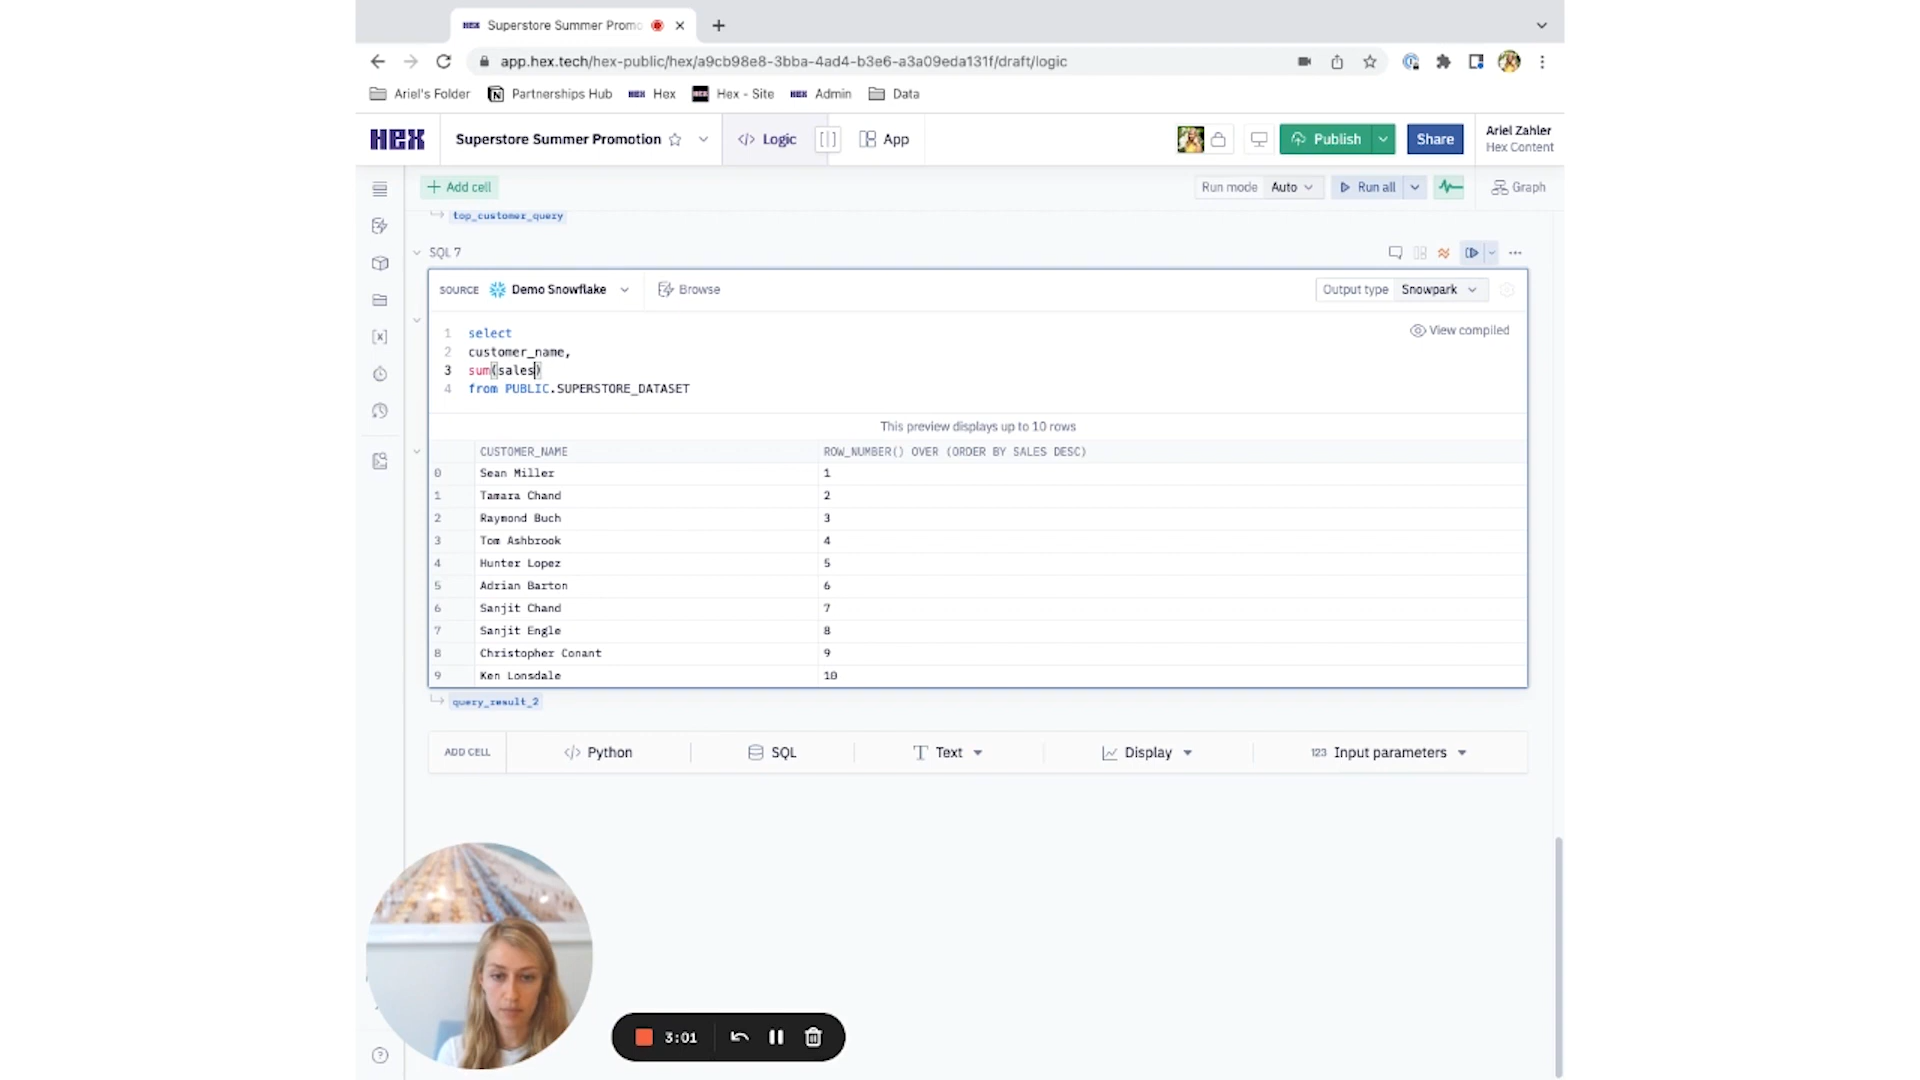 HEX Superstore Summer Promo
app.hex.tech/hex-public/hex/a9cb98e8-3bba-4ad4-b3e6-a3a09eda131f/draft/logic
Ariel's Folder Partnerships Hub HEX Hex HEX Hex - Site HEX Admin Data
HEX Superstore Summer Promotion </> Logic App Publish Share Ariel Zahler
Hex Content
+ Add cell Run mode Auto Run all Graph
top_customer_query
SQL 7
SOURCE Demo Snowflake Browse Output type Snowpark
1 select View compiled
2 customer_name,
3 sum(sales)
4 from PUBLIC.SUPERSTORE_DATASET
This preview displays up to 10 rows
CUSTOMER_NAME ROW_NUMBER() OVER (ORDER BY SALES DESC)
0 Sean Miller 1
1 Tamara Chand 2
2 Raymond Buch 3
3 Tom Ashbrook 4
4 Hunter Lopez 5
5 Adrian Barton 6
6 Sanjit Chand 7
7 Sanjit Engle 8
8 Christopher Conant 9
9 Ken Lonsdale 10
query_result_2
ADD CELL </> Python SQL Text Display 123 Input parameters
3:01